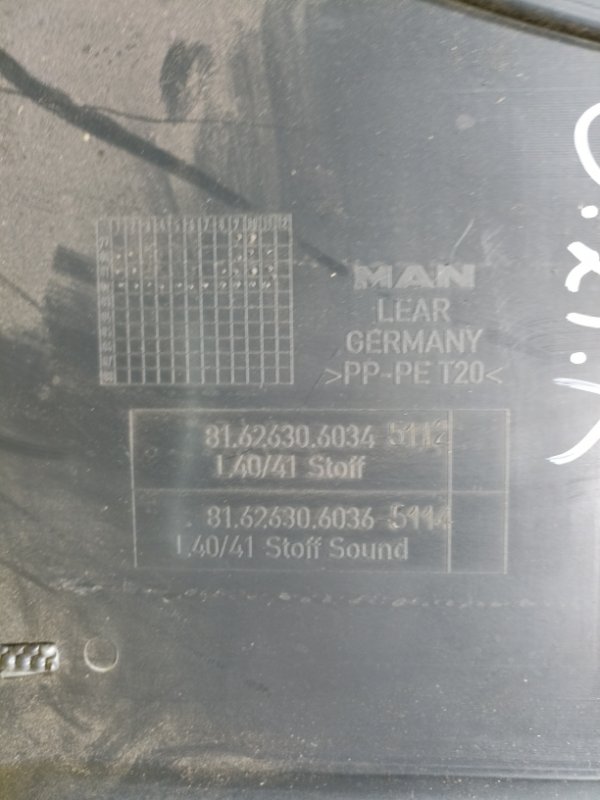 MAN
LEAR
GERMANY
>PP-PE T20<
81.62630.6034 5112
L40/41 Stoff
81.62630.6036 5114
L40/41 Stoff Sound